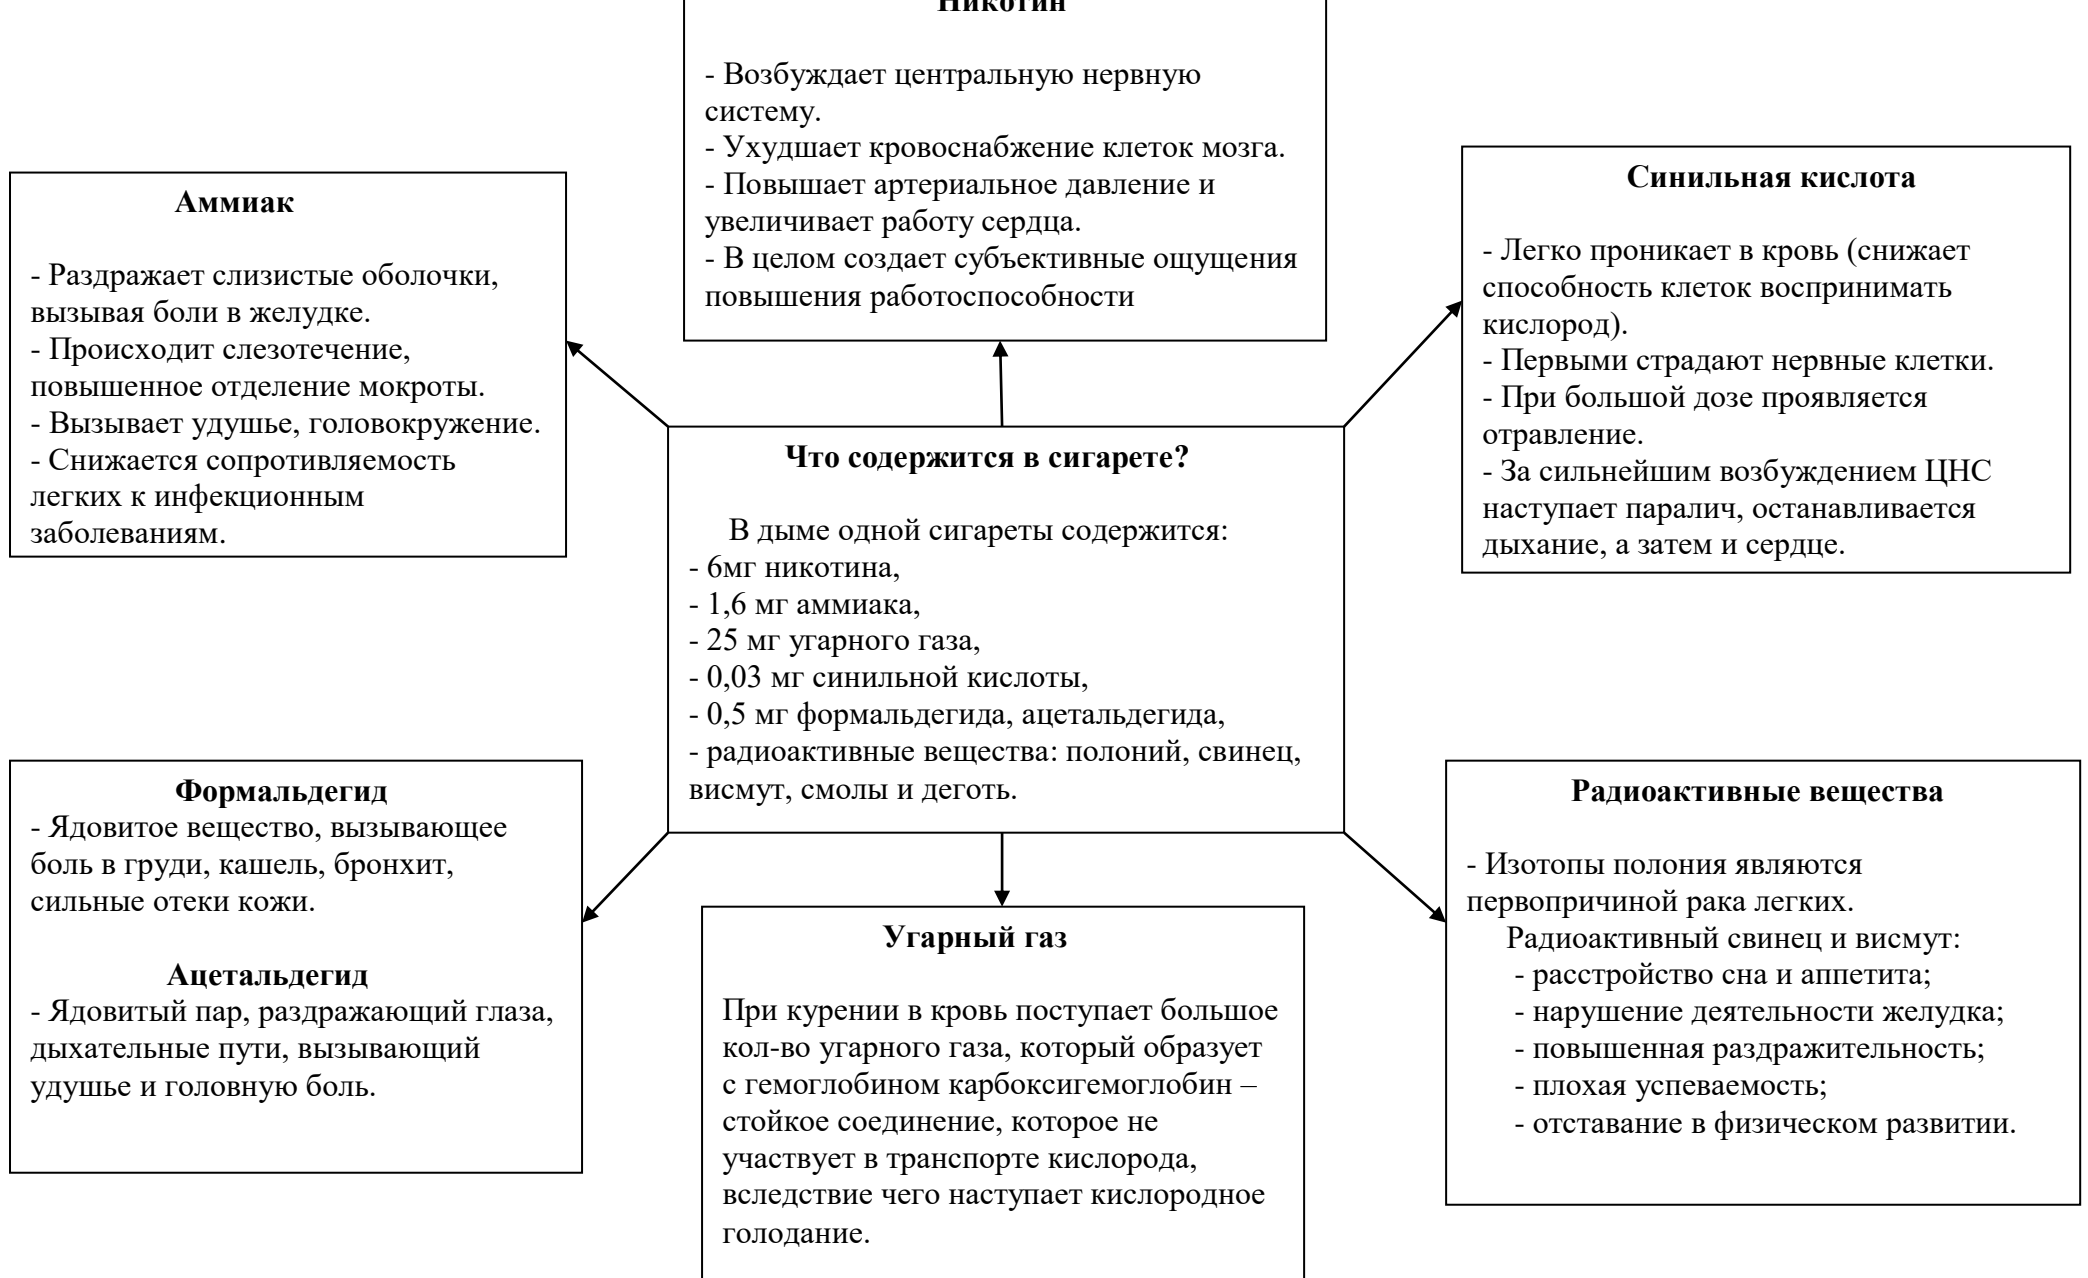 Никотин
- Возбуждает центральную нервную
систему.
- Ухудшает кровоснабжение клеток мозга.
- Повышает артериальное давление и
увеличивает работу сердца.
- В целом создает субъективные ощущения
повышения работоспособности
Аммиак
- Раздражает слизистые оболочки,
вызывая боли в желудке.
- Происходит слезотечение,
повышенное отделение мокроты.
- Вызывает удушье, головокружение.
- Снижается сопротивляемость
легких к инфекционным
заболеваниям.
Синильная кислота
- Легко проникает в кровь (снижает
способность клеток воспринимать
кислород).
- Первыми страдают нервные клетки.
- При большой дозе проявляется
отравление.
- За сильнейшим возбуждением ЦНС
наступает паралич, останавливается
дыхание, а затем и сердце.
Что содержится в сигарете?
В дыме одной сигареты содержится:
- 6мг никотина,
- 1,6 мг аммиака,
- 25 мг угарного газа,
- 0,03 мг синильной кислоты,
- 0,5 мг формальдегида, ацетальдегида,
- радиоактивные вещества: полоний, свинец,
висмут, смолы и деготь.
Формальдегид
- Ядовитое вещество, вызывающее
боль в груди, кашель, бронхит,
сильные отеки кожи.
Ацетальдегид
- Ядовитый пар, раздражающий глаза,
дыхательные пути, вызывающий
удушье и головную боль.
Угарный газ
При курении в кровь поступает большое
кол-во угарного газа, который образует
с гемоглобином карбоксигемоглобин –
стойкое соединение, которое не
участвует в транспорте кислорода,
вследствие чего наступает кислородное
голодание.
Радиоактивные вещества
- Изотопы полония являются
первопричиной рака легких.
Радиоактивный свинец и висмут:
- расстройство сна и аппетита;
- нарушение деятельности желудка;
- повышенная раздражительность;
- плохая успеваемость;
- отставание в физическом развитии.